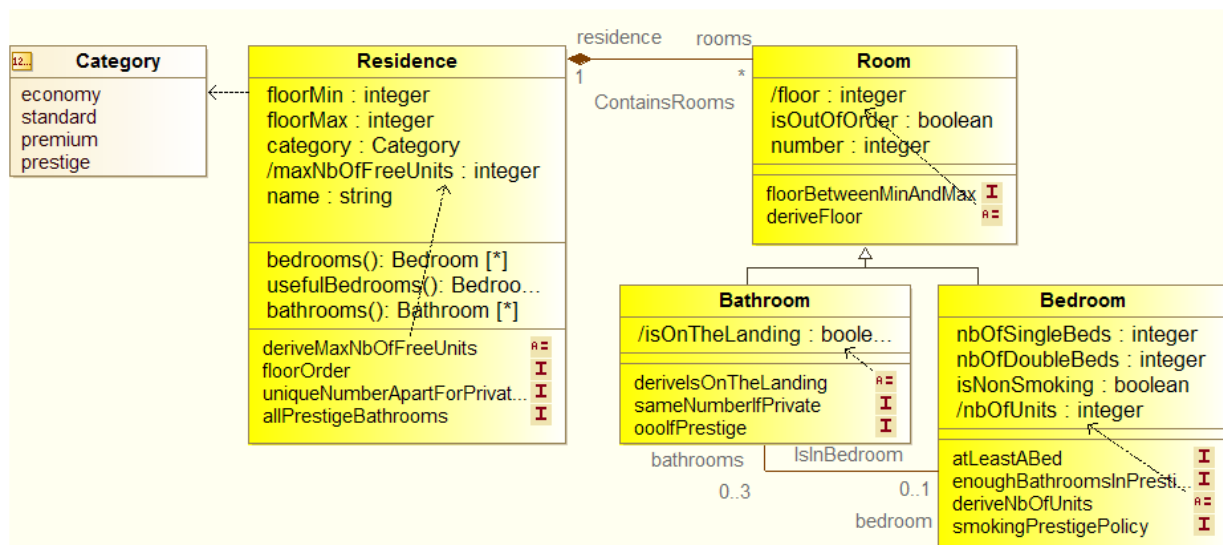 12...
Category
economy
standard
premium
prestige
Residence
floorMin : integer
floorMax : integer
category : Category
/maxNbOfFreeUnits : integer
name : string
bedrooms(): Bedroom [*]
usefulBedrooms(): Bedroo...
bathrooms(): Bathroom [*]
deriveMaxNbOfFreeUnits A=
floorOrder I
uniqueNumberApartForPrivat... I
allPrestigeBathrooms I
residence rooms
1 *
ContainsRooms
Room
/floor : integer
isOutOfOrder : boolean
number : integer
floorBetweenMinAndMax I
deriveFloor A=
Bathroom
/isOnTheLanding : boole...
deriveIsOnTheLanding A=
sameNumberIfPrivate I
oooIfPrestige I
Bedroom
nbOfSingleBeds : integer
nbOfDoubleBeds : integer
isNonSmoking : boolean
/nbOfUnits : integer
atLeastABed I
enoughBathroomsInPresti... I
deriveNbOfUnits A=
smokingPrestigePolicy I
bathrooms IsInBedroom
0..3 0..1
bedroom